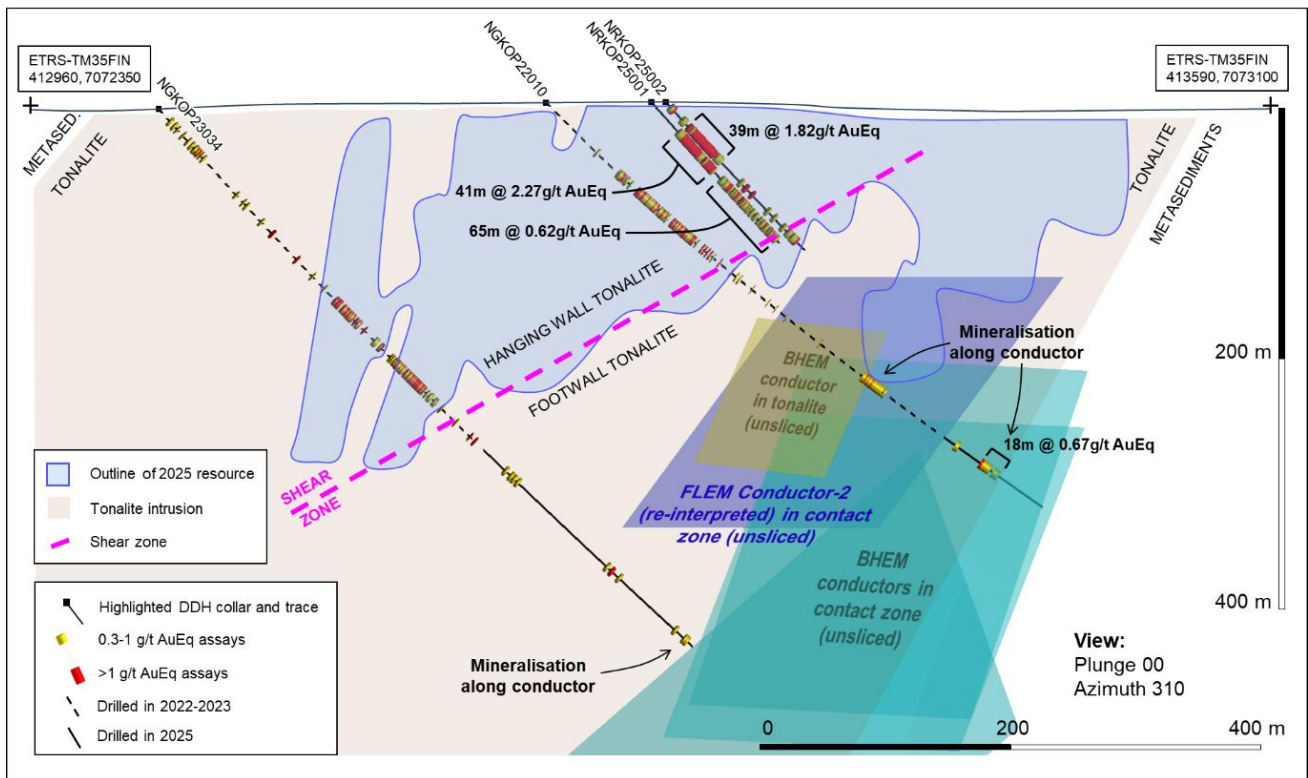 ETRS-TM35FIN
412960, 7072350
ETRS-TM35FIN
413590, 7073100
NGKOP23034
NGKOP22010
NRKOP25001
NRKOP25002
METASED.
TONALITE
TONALITE
METASEDIMENTS
39m @ 1.82g/t AuEq
41m @ 2.27g/t AuEq
65m @ 0.62g/t AuEq
HANGING WALL TONALITE
FOOTWALL TONALITE
SHEAR
ZONE
Mineralisation
along conductor
200 m
BHEM
conductor
in tonalite
(unsliced)
18m @ 0.67g/t AuEq
FLEM Conductor-2
(re-interpreted) in contact
zone (unsliced)
BHEM
conductors in
contact zone
(unsliced)
400 m
Outline of 2025 resource
Tonalite intrusion
Shear zone
Highlighted DDH collar and trace
0.3-1 g/t AuEq assays
>1 g/t AuEq assays
Drilled in 2022-2023
Drilled in 2025
Mineralisation
along conductor
View:
Plunge 00
Azimuth 310
0 200 400 m